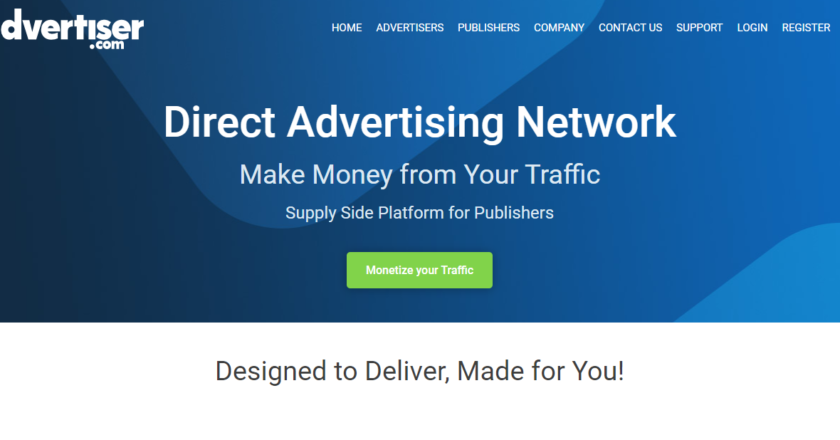 dvertiser
.com
HOME ADVERTISERS PUBLISHERS COMPANY CONTACT US SUPPORT LOGIN REGISTER
Direct Advertising Network
Make Money from Your Traffic
Supply Side Platform for Publishers
Monetize your Traffic
Designed to Deliver, Made for You!